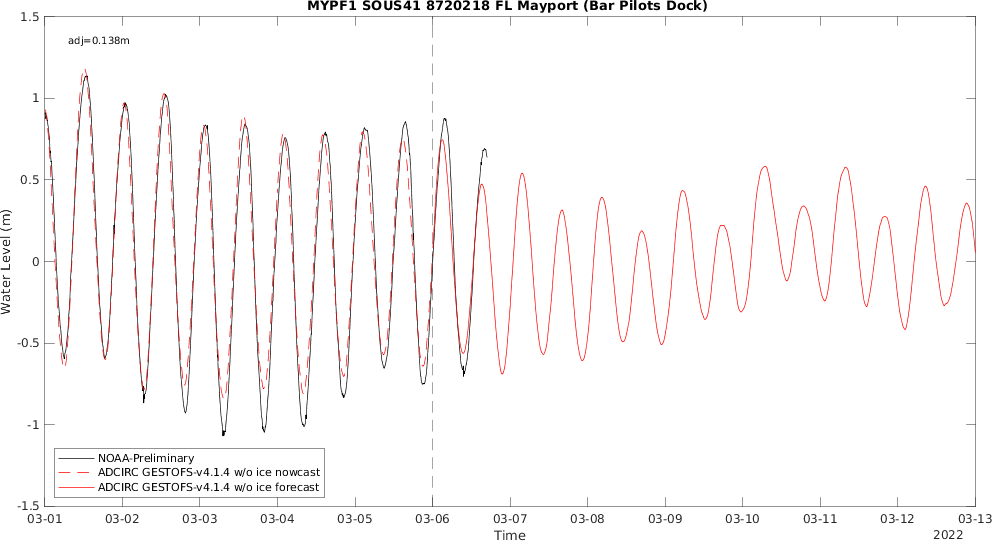 MYPF1 SOUS41 8720218 FL Mayport (Bar Pilots Dock)
adj=0.138m
1.5
1
0.5
0
-0.5
-1
-1.5
Water Level (m)
NOAA-Preliminary
ADCIRC GESTOFS-v4.1.4 w/o ice nowcast
ADCIRC GESTOFS-v4.1.4 w/o ice forecast
03-01 03-02 03-03 03-04 03-05 03-06 03-07 03-08 03-09 03-10 03-11 03-12 03-13
Time
2022